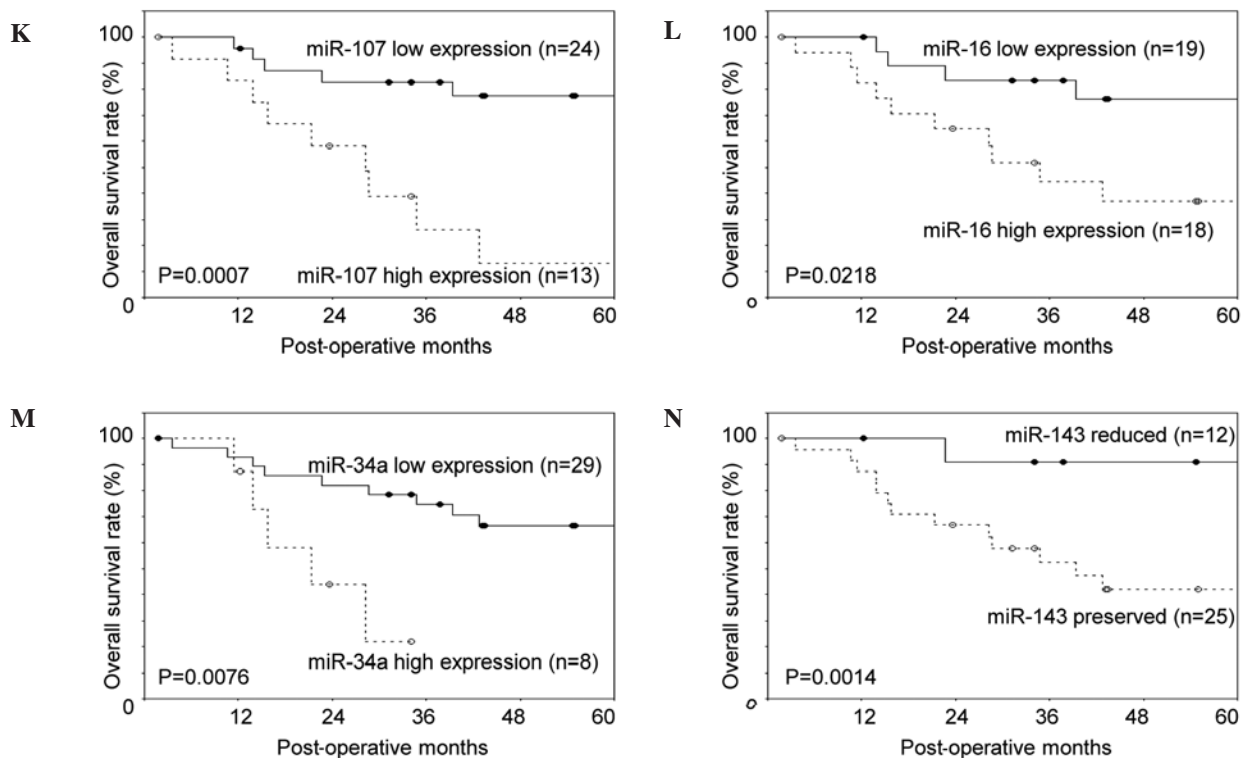 K
100
Overall survival rate (%)
miR-107 low expression (n=24)
miR-107 high expression (n=13)
P=0.0007
0
12 24 36 48 60
Post-operative months
L
100
Overall survival rate (%)
miR-16 low expression (n=19)
miR-16 high expression (n=18)
P=0.0218
o
12 24 36 48 60
Post-operative months
M
100
Overall survival rate (%)
miR-34a low expression (n=29)
miR-34a high expression (n=8)
P=0.0076
0
12 24 36 48 60
Post-operative months
N
100
Overall survival rate (%)
miR-143 reduced (n=12)
miR-143 preserved (n=25)
P=0.0014
o
12 24 36 48 60
Post-operative months